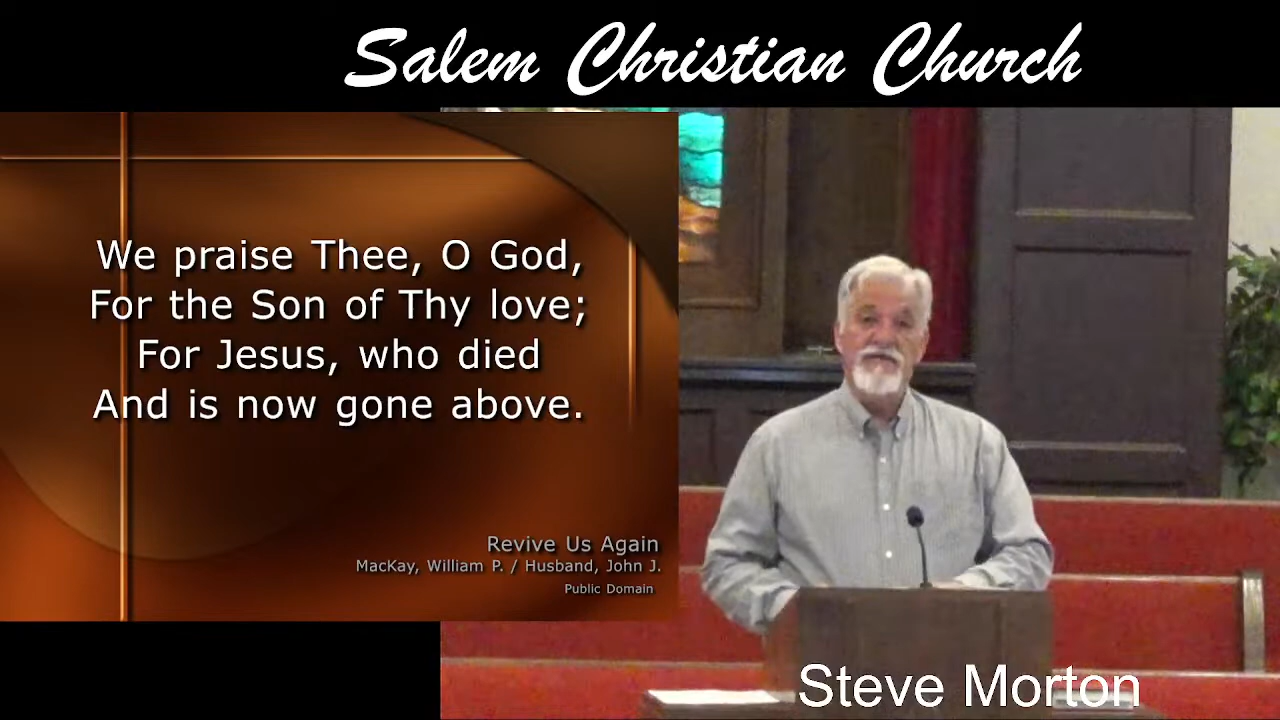 Salem Christian Church
We praise Thee, O God,
For the Son of Thy love;
For Jesus, who died
And is now gone above.
Revive Us Again
MacKay, William P. / Husband, John J.
Public Domain
Steve Morton